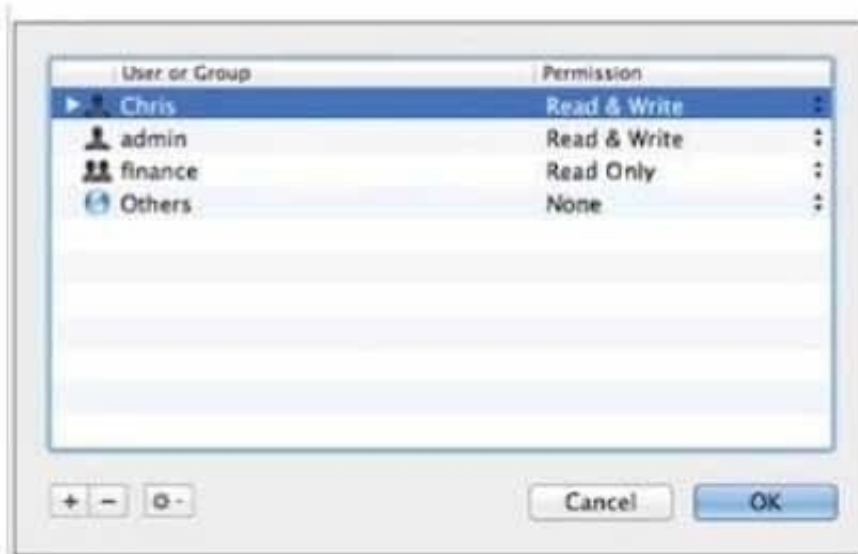 User or Group Permission
Chris Read & Write
admin Read & Write
finance Read Only
Others None
+ - Cancel OK